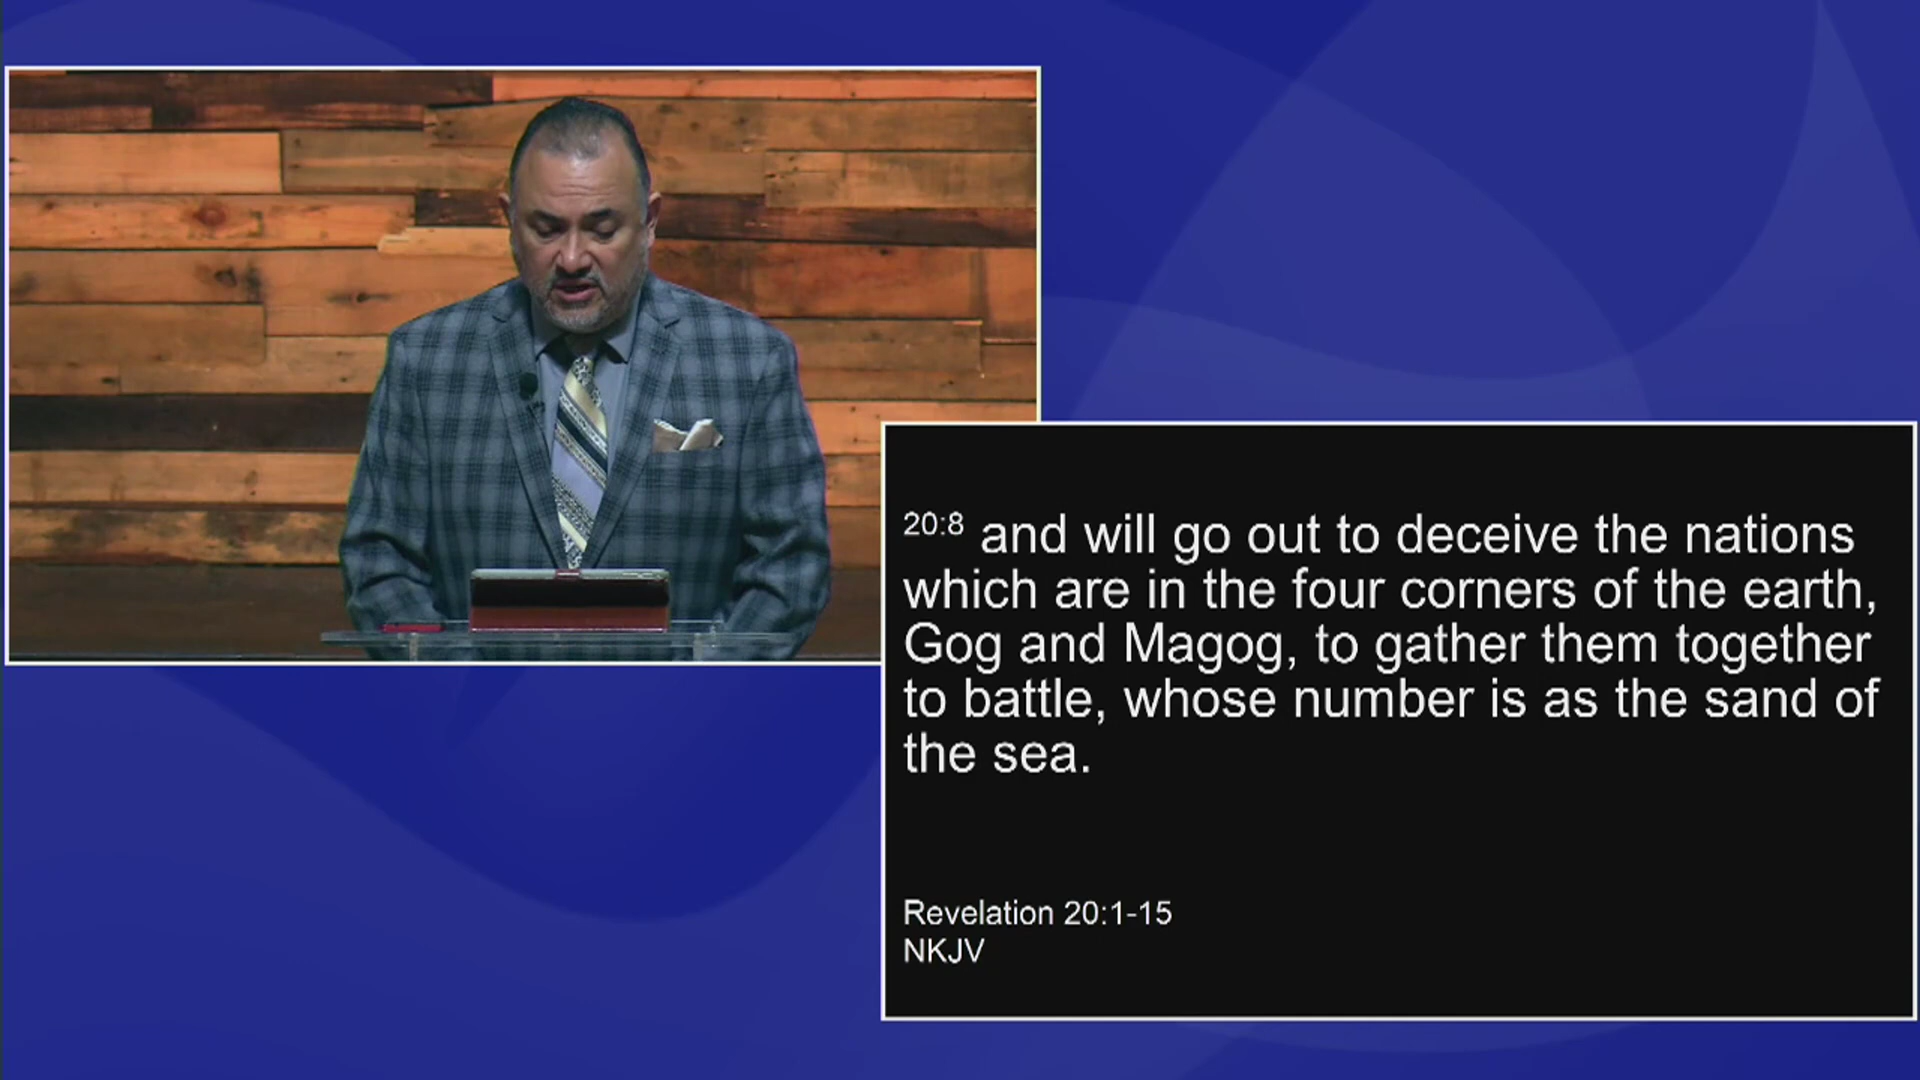 20:8 and will go out to deceive the nations
which are in the four corners of the earth,
Gog and Magog, to gather them together
to battle, whose number is as the sand of
the sea.
Revelation 20:1-15
NKJV